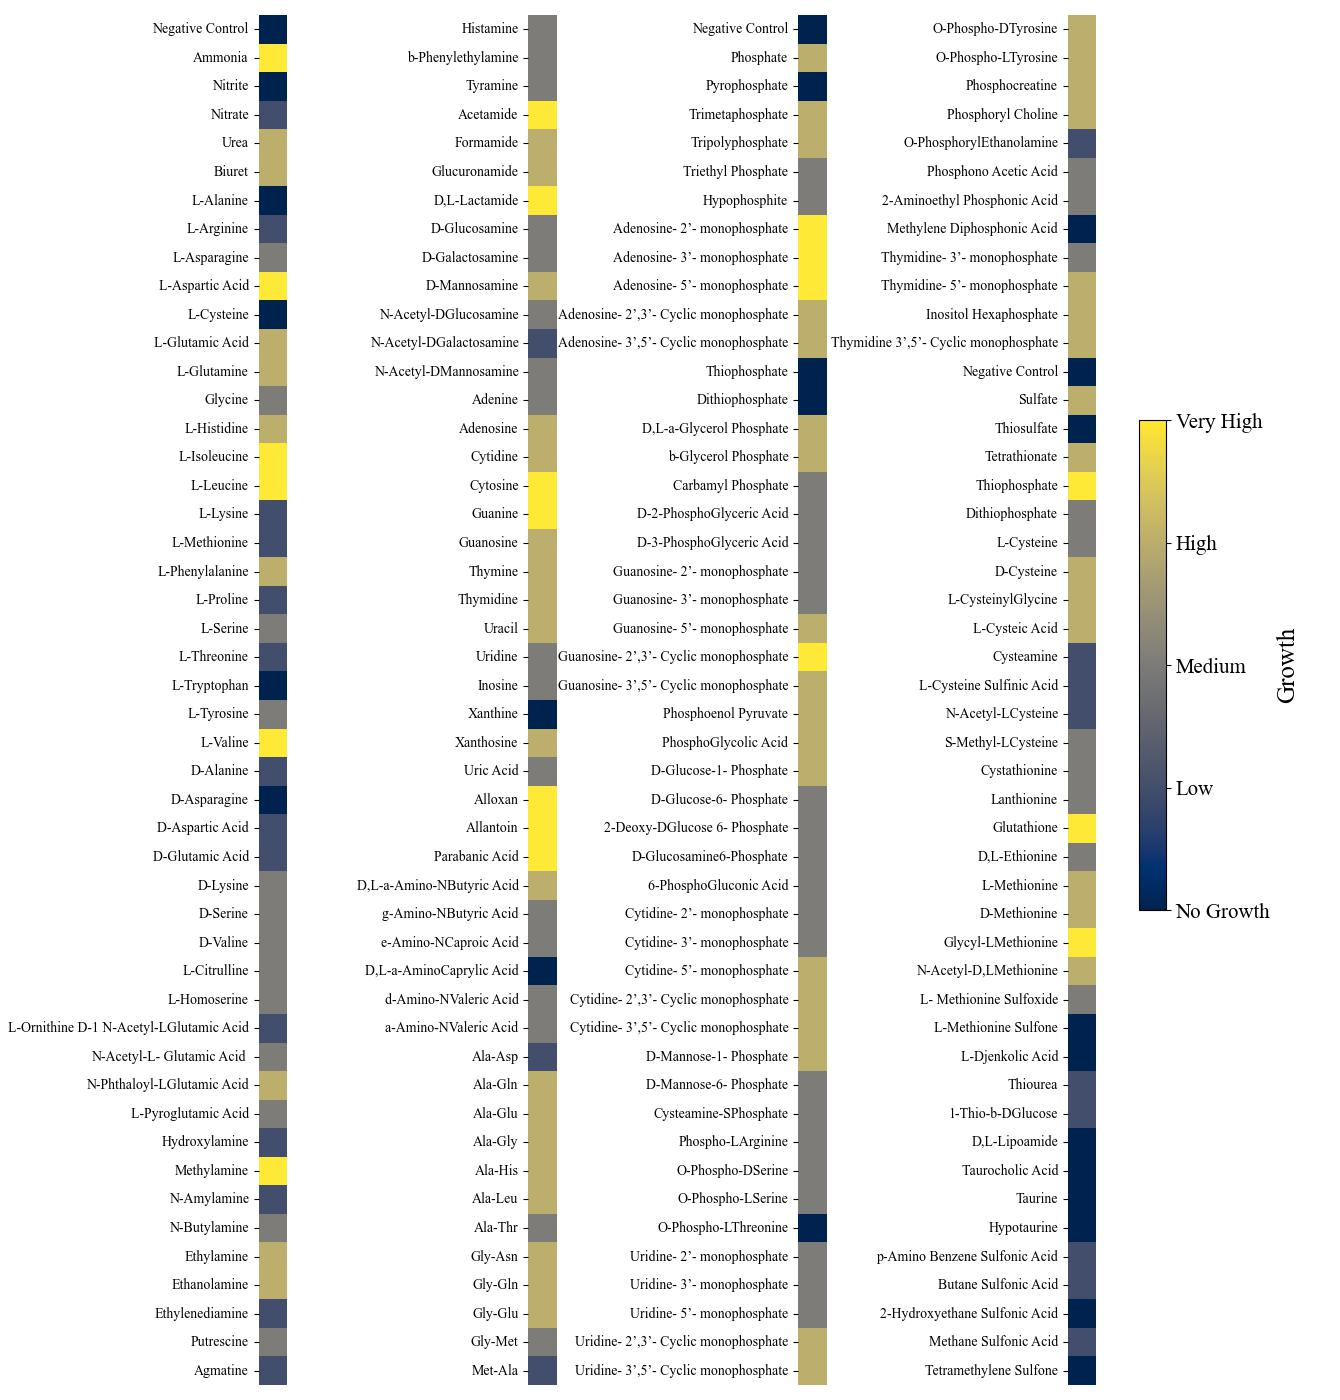 Negative Control
Ammonia
Nitrite
Nitrate
Urea
Biuret
L-Alanine
L-Arginine
L-Asparagine
L-Aspartic Acid
L-Cysteine
L-Glutamic Acid
L-Glutamine
Glycine
L-Histidine
L-Isoleucine
L-Leucine
L-Lysine
L-Methionine
L-Phenylalanine
L-Proline
L-Serine
L-Threonine
L-Tryptophan
L-Tyrosine
L-Valine
D-Alanine
D-Asparagine
D-Aspartic Acid
D-Glutamic Acid
D-Lysine
D-Serine
D-Valine
L-Citrulline
L-Homoserine
L-Ornithine D-1 N-Acetyl-LGlutamic Acid
N-Acetyl-L- Glutamic Acid
N-Phthaloyl-LGlutamic Acid
L-Pyroglutamic Acid
Hydroxylamine
Methylamine
N-Amylamine
N-Butylamine
Ethylamine
Ethanolamine
Ethylenediamine
Putrescine
Agmatine
Histamine
b-Phenylethylamine
Tyramine
Acetamide
Formamide
Glucuronamide
D,L-Lactamide
D-Glucosamine
D-Galactosamine
D-Mannosamine
N-Acetyl-DGlucosamine
N-Acetyl-DGalactosamine
N-Acetyl-DMannosamine
Adenine
Adenosine
Cytidine
Cytosine
Guanine
Guanosine
Thymine
Thymidine
Uracil
Uridine
Inosine
Xanthine
Xanthosine
Uric Acid
Alloxan
Allantoin
Parabanic Acid
D,L-a-Amino-NButyric Acid
g-Amino-NButyric Acid
e-Amino-NCaproic Acid
D,L-a-AminoCaprylic Acid
d-Amino-NValeric Acid
a-Amino-NValeric Acid
Ala-Asp
Ala-Gln
Ala-Glu
Ala-Gly
Ala-His
Ala-Leu
Ala-Thr
Gly-Asn
Gly-Gln
Gly-Glu
Gly-Met
Met-Ala
Negative Control
Phosphate
Pyrophosphate
Trimetaphosphate
Tripolyphosphate
Triethyl Phosphate
Hypophosphite
Adenosine- 2’- monophosphate
Adenosine- 3’- monophosphate
Adenosine- 5’- monophosphate
Adenosine- 2’,3’- Cyclic monophosphate
Adenosine- 3’,5’- Cyclic monophosphate
Thiophosphate
Dithiophosphate
D,L-a-Glycerol Phosphate
b-Glycerol Phosphate
Carbamyl Phosphate
D-2-PhosphoGlyceric Acid
D-3-PhosphoGlyceric Acid
Guanosine- 2’- monophosphate
Guanosine- 3’- monophosphate
Guanosine- 5’- monophosphate
Guanosine- 2’,3’- Cyclic monophosphate
Guanosine- 3’,5’- Cyclic monophosphate
Phosphoenol Pyruvate
PhosphoGlycolic Acid
D-Glucose-1- Phosphate
D-Glucose-6- Phosphate
2-Deoxy-DGlucose 6- Phosphate
D-Glucosamine6-Phosphate
6-PhosphoGluconic Acid
Cytidine- 2’- monophosphate
Cytidine- 3’- monophosphate
Cytidine- 5’- monophosphate
Cytidine- 2’,3’- Cyclic monophosphate
Cytidine- 3’,5’- Cyclic monophosphate
D-Mannose-1- Phosphate
D-Mannose-6- Phosphate
Cysteamine-SPhosphate
Phospho-LArginine
O-Phospho-DSerine
O-Phospho-LSerine
O-Phospho-LThreonine
Uridine- 2’- monophosphate
Uridine- 3’- monophosphate
Uridine- 5’- monophosphate
Uridine- 2’,3’- Cyclic monophosphate
Uridine- 3’,5’- Cyclic monophosphate
O-Phospho-DTyrosine
O-Phospho-LTyrosine
Phosphocreatine
Phosphoryl Choline
O-PhosphorylEthanolamine
Phosphono Acetic Acid
2-Aminoethyl Phosphonic Acid
Methylene Diphosphonic Acid
Thymidine- 3’- monophosphate
Thymidine- 5’- monophosphate
Inositol Hexaphosphate
Thymidine 3’,5’- Cyclic monophosphate
Negative Control
Sulfate
Thiosulfate
Tetrathionate
Thiophosphate
Dithiophosphate
L-Cysteine
D-Cysteine
L-CysteinylGlycine
L-Cysteic Acid
Cysteamine
L-Cysteine Sulfinic Acid
N-Acetyl-LCysteine
S-Methyl-LCysteine
Cystathionine
Lanthionine
Glutathione
D,L-Ethionine
L-Methionine
D-Methionine
Glycyl-LMethionine
N-Acetyl-D,LMethionine
L- Methionine Sulfoxide
L-Methionine Sulfone
L-Djenkolic Acid
Thiourea
1-Thio-b-DGlucose
D,L-Lipoamide
Taurocholic Acid
Taurine
Hypotaurine
p-Amino Benzene Sulfonic Acid
Butane Sulfonic Acid
2-Hydroxyethane Sulfonic Acid
Methane Sulfonic Acid
Tetramethylene Sulfone
Very High
High
Medium
Low
No Growth
Growth